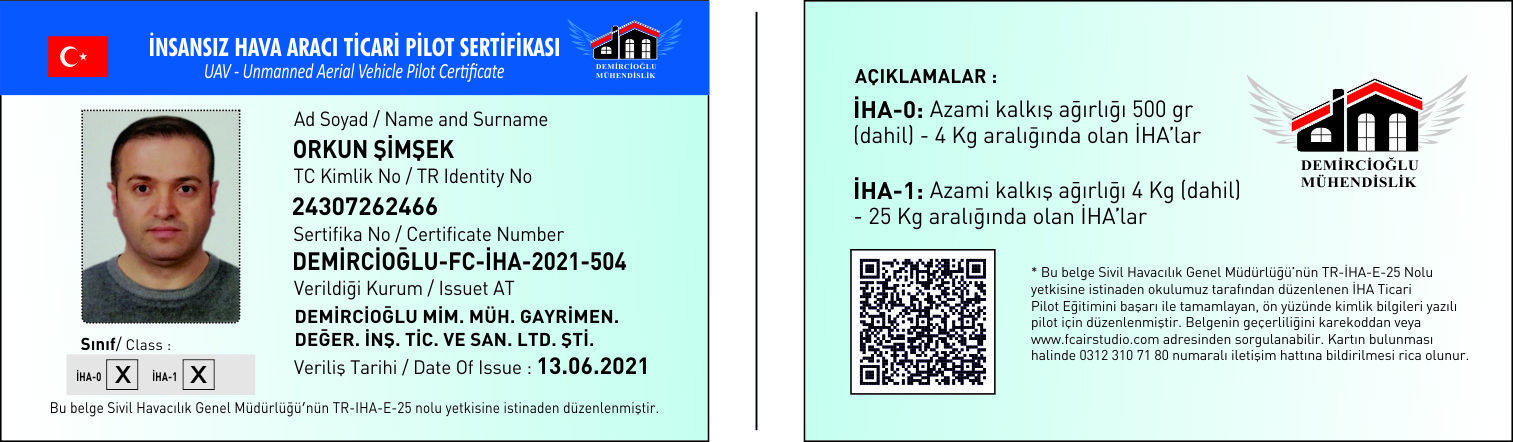 İNSANSIZ HAVA ARACI TİCARİ PİLOT SERTİFİKASI
UAV - Unmanned Aerial Vehicle Pilot Certificate
DEMİRCİOĞLU
MÜHENDİSLİK
Ad Soyad / Name and Surname
ORKUN ŞİMŞEK
TC Kimlik No / TR Identity No
24307262466
Sertifika No / Certificate Number
DEMİRCİOĞLU-FC-İHA-2021-504
Verildiği Kurum / Issuet AT
DEMİRCİOĞLU MİM. MÜH. GAYRİMEN.
DEĞER. İNŞ. TİC. VE SAN. LTD. ŞTİ.
Veriliş Tarihi / Date Of Issue : 13.06.2021
Sınıf/ Class :
İHA-0 X İHA-1 X
Bu belge Sivil Havacılık Genel Müdürlüğü'nün TR-IHA-E-25 nolu yetkisine istinaden düzenlenmiştir.
AÇIKLAMALAR :
İHA-0: Azami kalkış ağırlığı 500 gr
(dahil) - 4 Kg aralığında olan İHA'lar
İHA-1: Azami kalkış ağırlığı 4 Kg (dahil)
- 25 Kg aralığında olan İHA'lar
DEMİRCİOĞLU
MÜHENDİSLİK
* Bu belge Sivil Havacılık Genel Müdürlüğü'nün TR-İHA-E-25 Nolu
yetkisine istinaden okulumuz tarafından düzenlenen İHA Ticari
Pilot Eğitimini başarı ile tamamlayan, ön yüzünde kimlik bilgileri yazılı
pilot için düzenlenmiştir. Belgenin geçerliliğini karekoddan veya
www.fcairstudio.com adresinden sorgulanabilir. Kartın bulunması
halinde 0312 310 71 80 numaralı iletişim hattına bildirilmesi rica olunur.